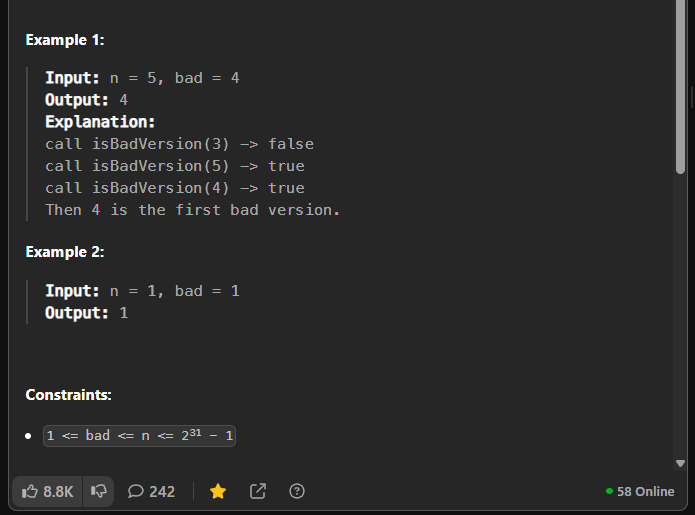 Example 1:
Input: n = 5, bad = 4
Output: 4
Explanation:
call isBadVersion(3) -> false
call isBadVersion(5) -> true
call isBadVersion(4) -> true
Then 4 is the first bad version.
Example 2:
Input: n = 1, bad = 1
Output: 1
Constraints:
• 1 <= bad <= n <= 2³¹ - 1
8.8K 242 58 Online